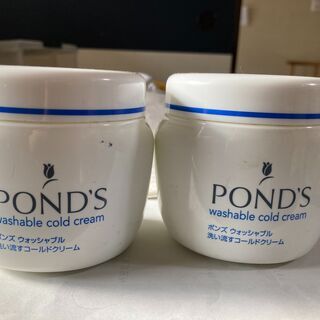 POND'S
washable cold cream
ポンズ ウォッシャブル
洗い流すコールドクリーム
POND'S
washable cold cream
ポンズ ウォッシャブル
洗い流すコールドクリーム